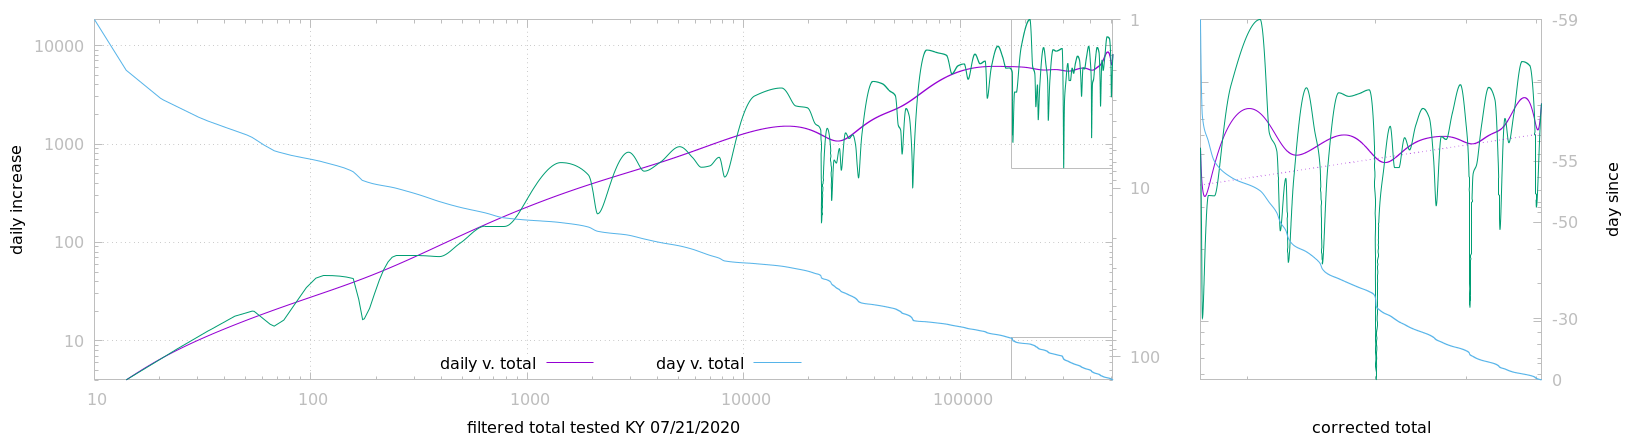 10000
1000
100
10
daily increase
10
100
1000
10000
100000
filtered total tested KY 07/21/2020
daily v. total
day v. total
1
10
100
-59
-55
-50
-30
0
day since
corrected total